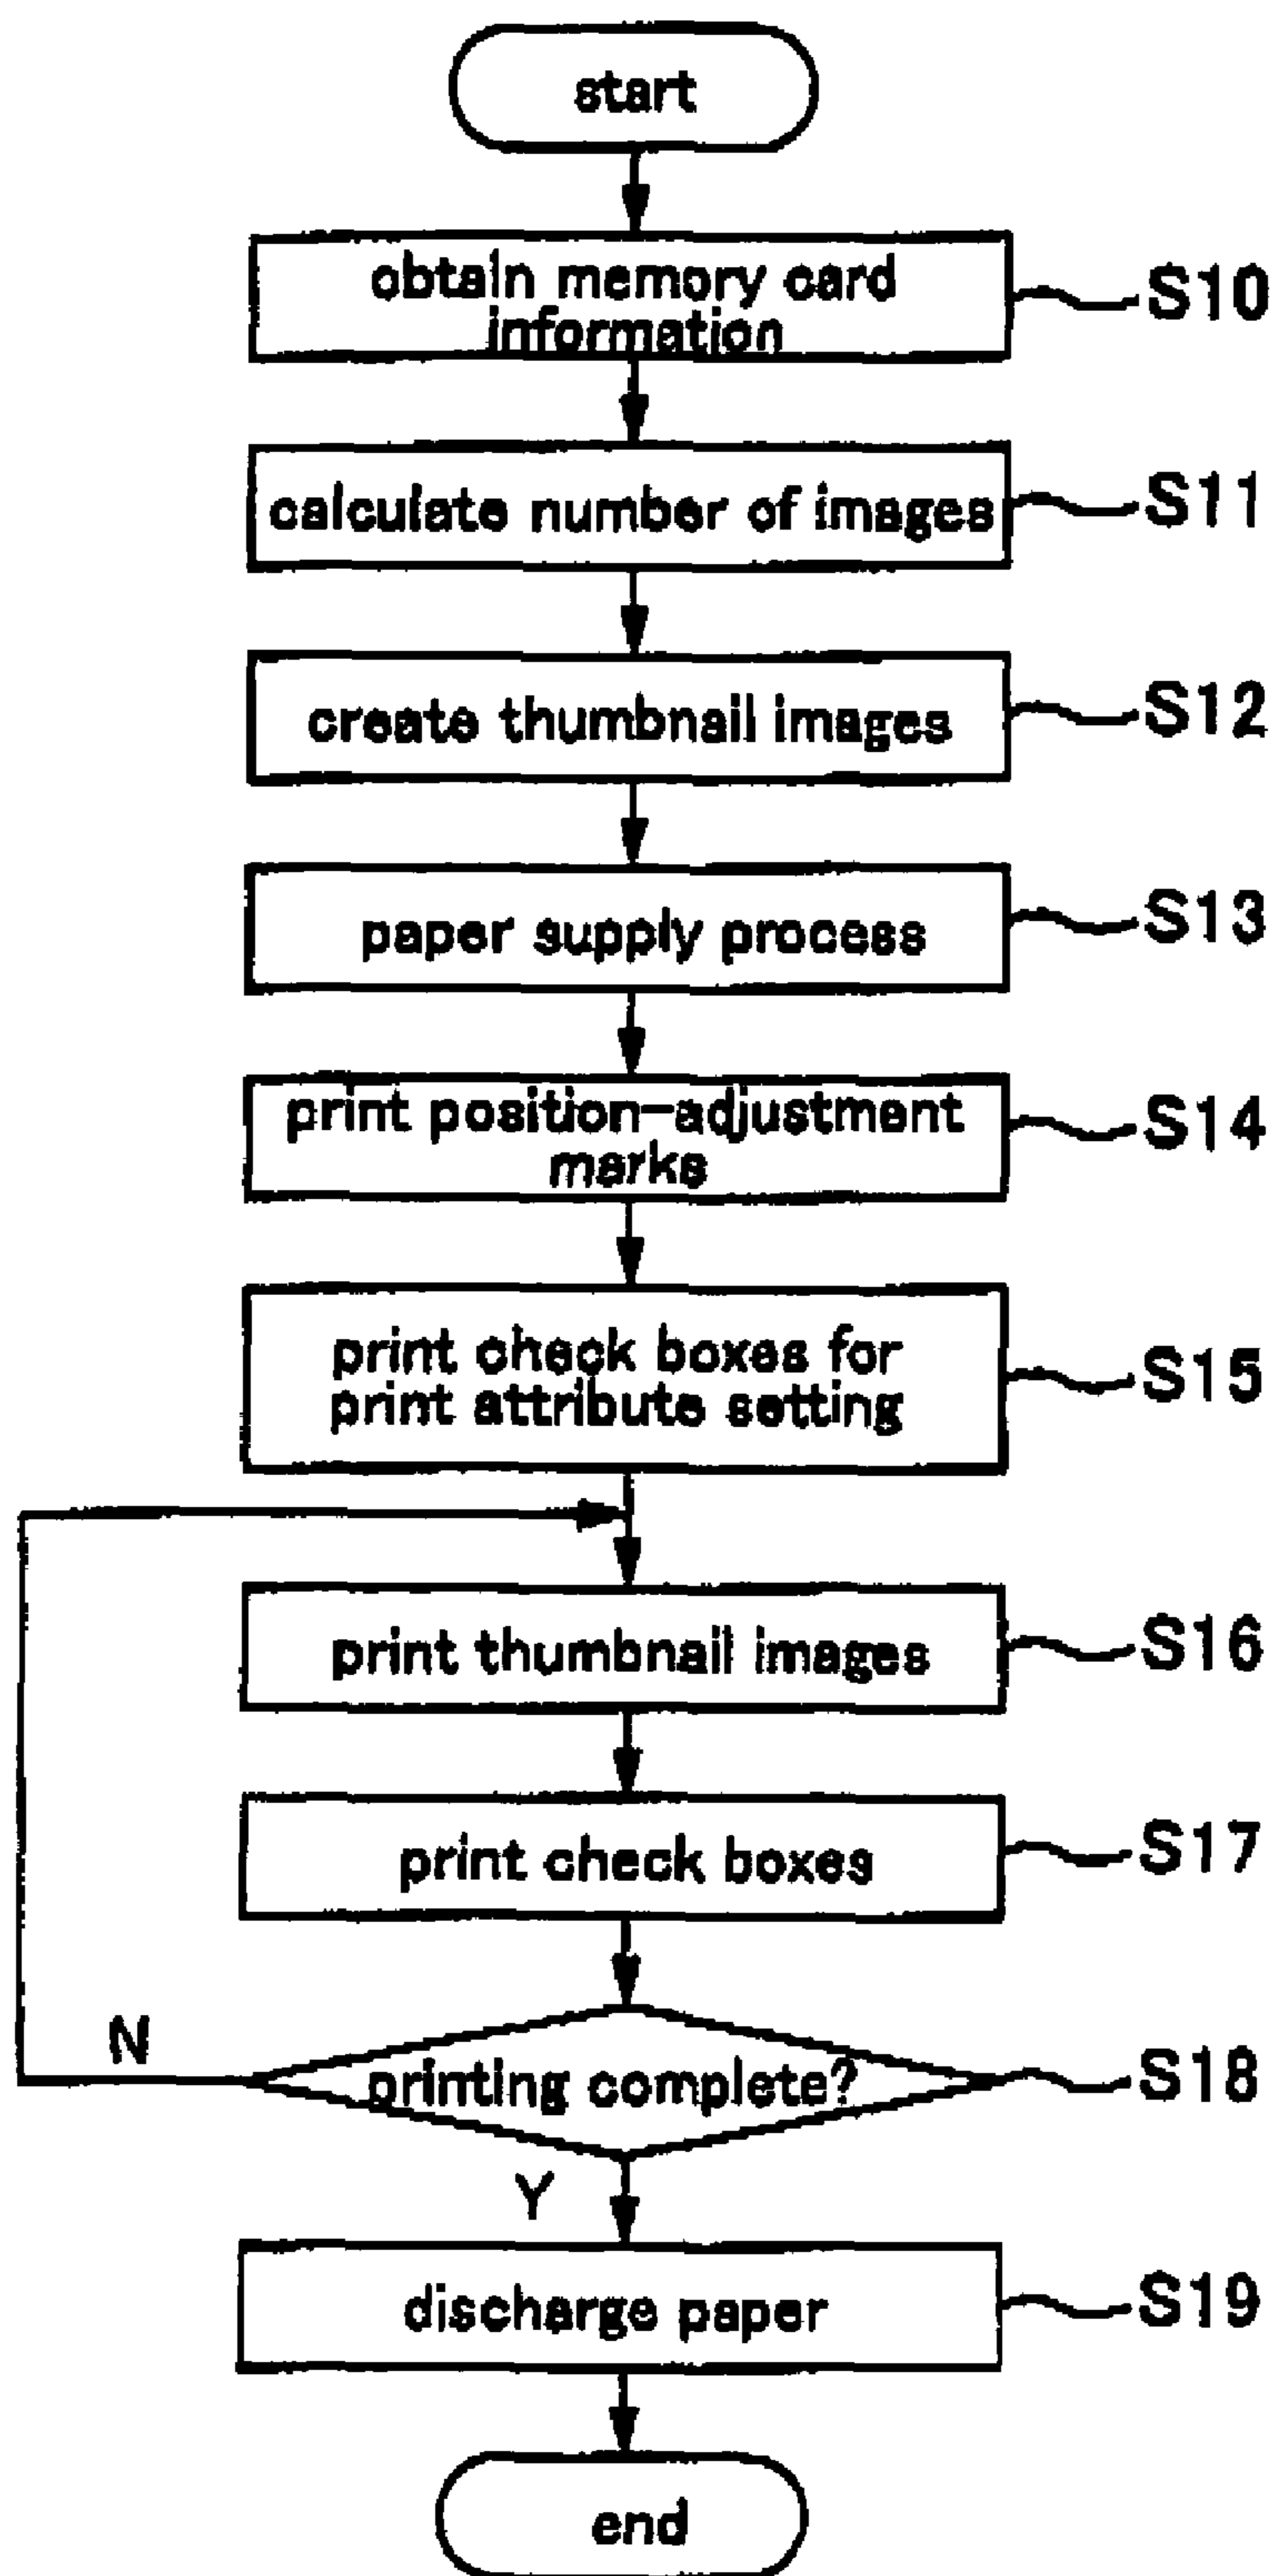 start
obtain memory card
information
S10
calculate number of images
S11
create thumbnail images
S12
paper supply process
S13
print position-adjustment
marks
S14
print check boxes for
print attribute setting
S15
print thumbnail images
S16
print check boxes
S17
N
printing complete?
S18
Y
discharge paper
S19
end